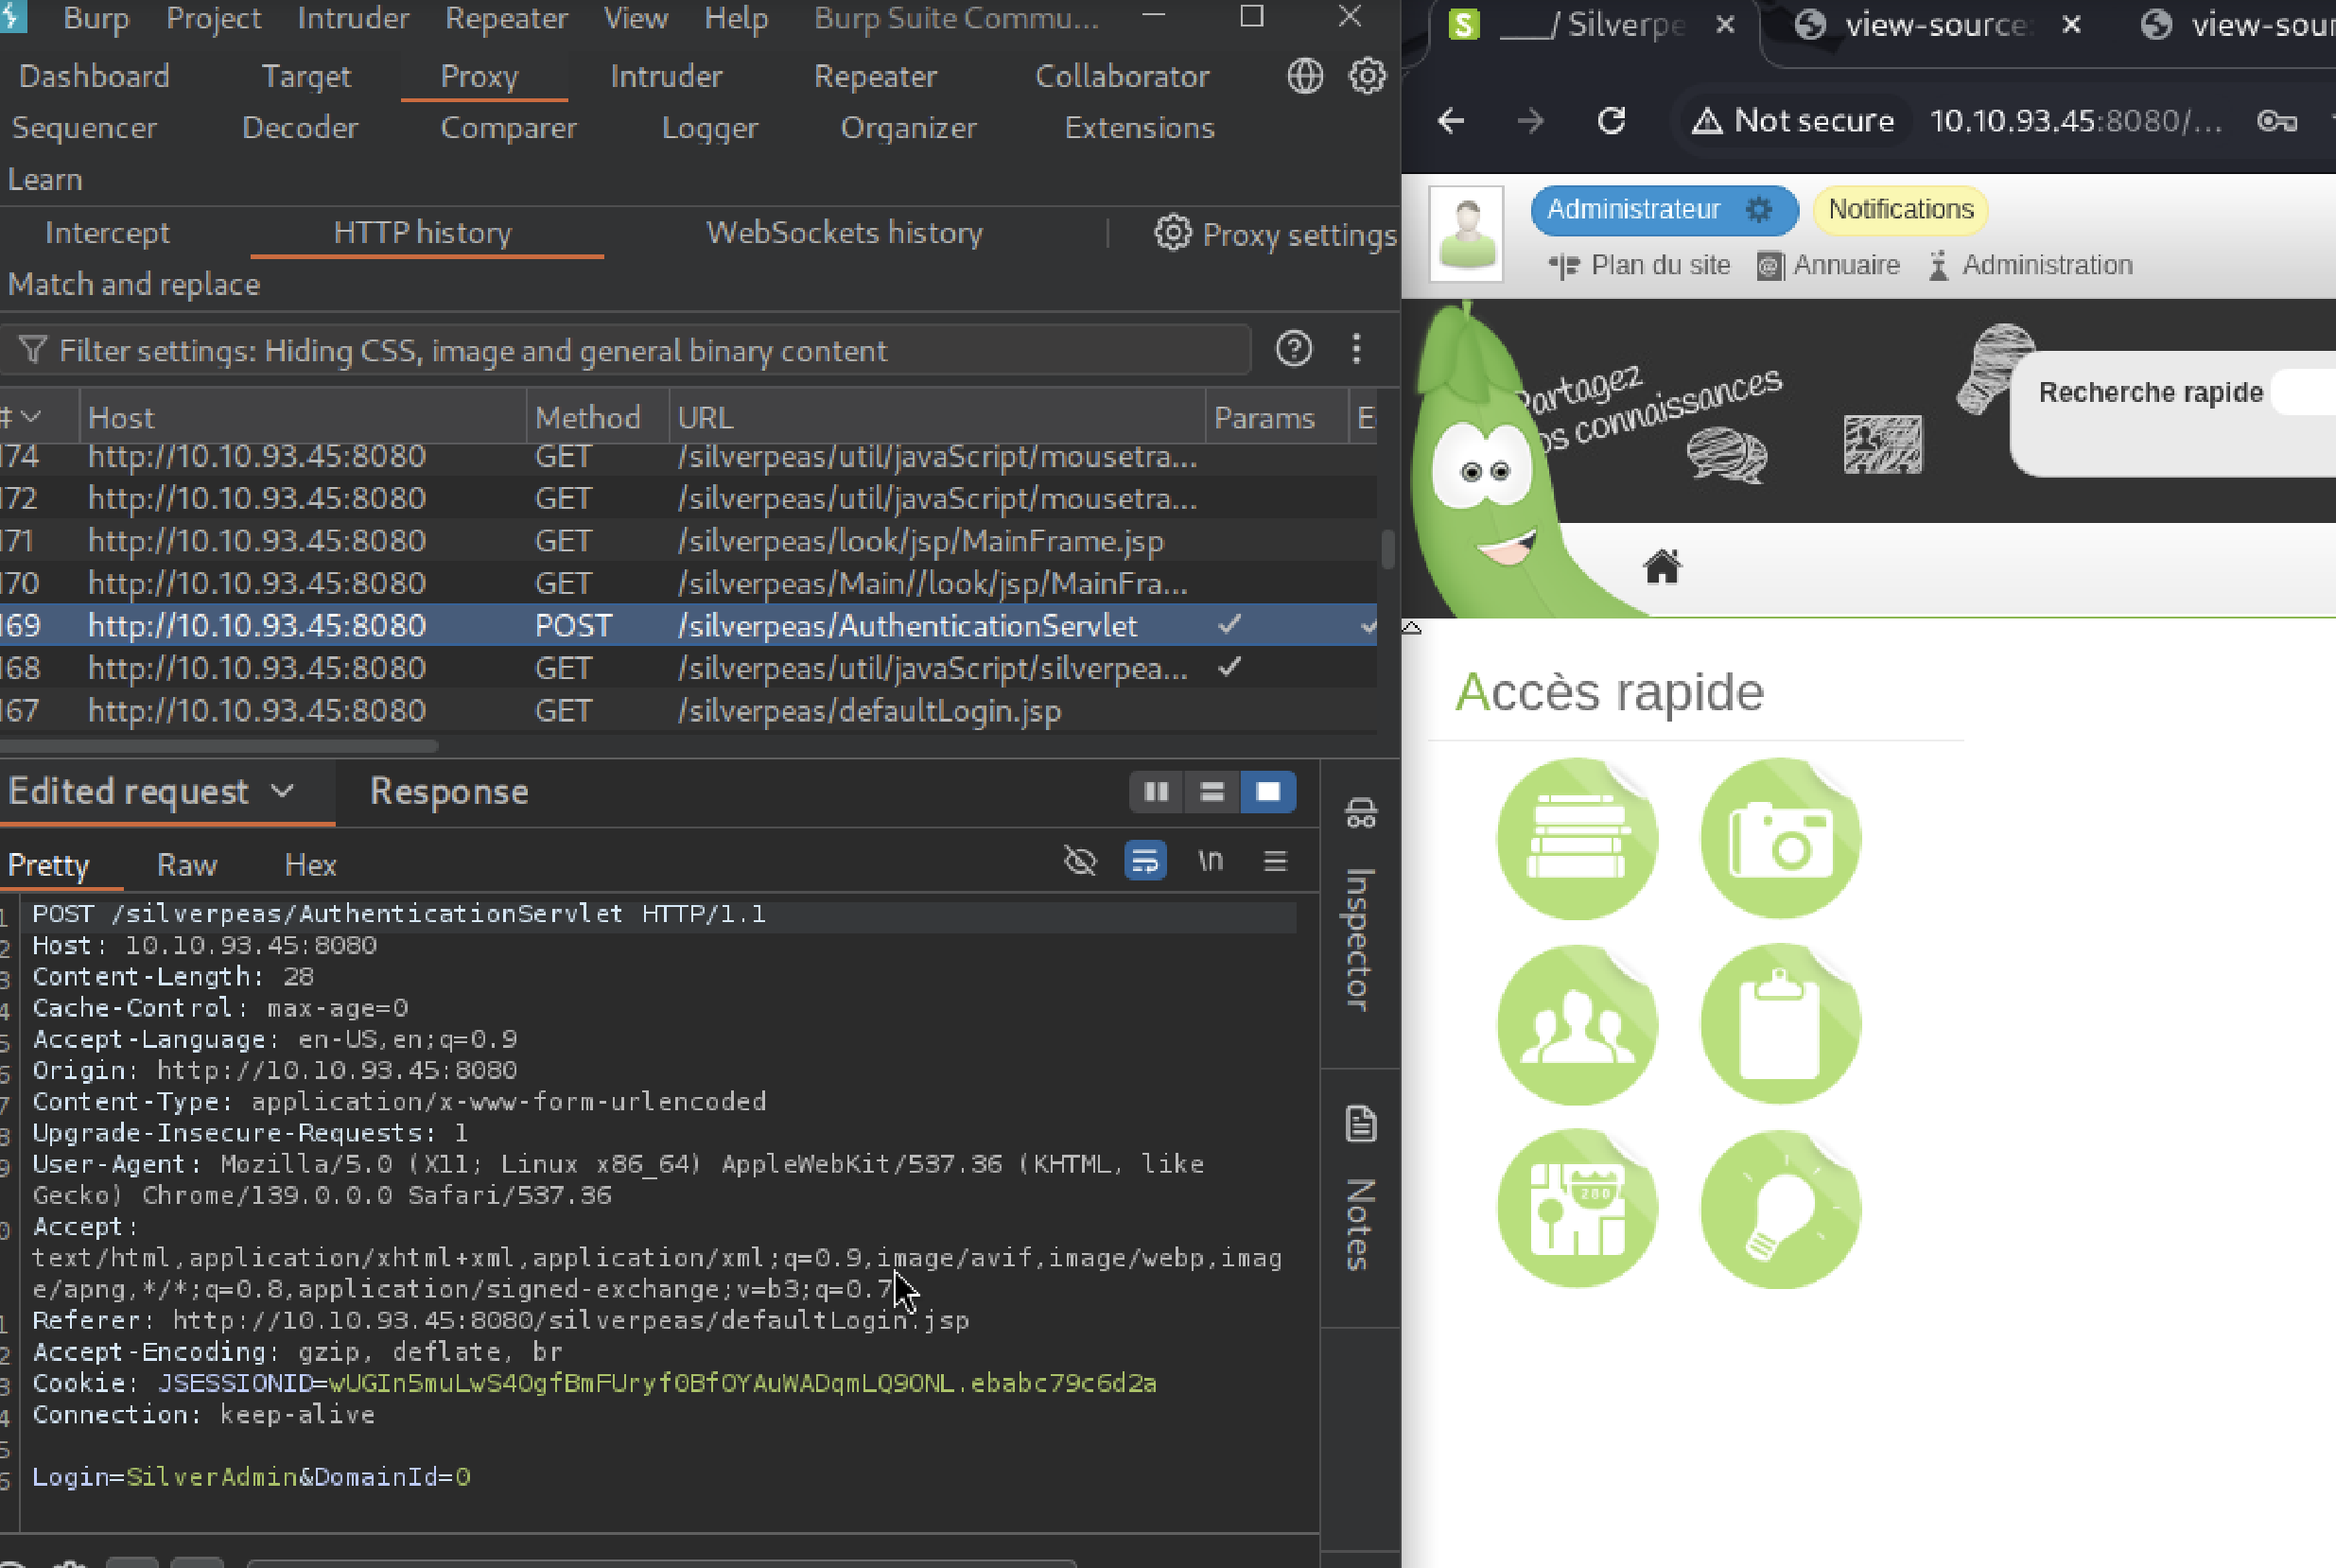 Burp Project Intruder Repeater View Help Burp Suite Commu...
Dashboard Target Proxy Intruder Repeater Collaborator
Sequencer Decoder Comparer Logger Organizer Extensions
Learn
Intercept HTTP history WebSockets history Proxy settings
Match and replace
Filter settings: Hiding CSS, image and general binary content
# Host Method URL Params
174 http://10.10.93.45:8080 GET /silverpeas/util/javaScript/mousetra...
172 http://10.10.93.45:8080 GET /silverpeas/util/javaScript/mousetra...
171 http://10.10.93.45:8080 GET /silverpeas/look/jsp/MainFrame.jsp
170 http://10.10.93.45:8080 GET /silverpeas/Main//look/jsp/MainFra...
169 http://10.10.93.45:8080 POST /silverpeas/AuthenticationServlet
168 http://10.10.93.45:8080 GET /silverpeas/util/javaScript/silverpea...
167 http://10.10.93.45:8080 GET /silverpeas/defaultLogin.jsp
Edited request Response
Pretty Raw Hex
\n
1 POST /silverpeas/AuthenticationServlet HTTP/1.1
2 Host: 10.10.93.45:8080
3 Content-Length: 28
4 Cache-Control: max-age=0
5 Accept-Language: en-US,en;q=0.9
6 Origin: http://10.10.93.45:8080
7 Content-Type: application/x-www-form-urlencoded
8 Upgrade-Insecure-Requests: 1
9 User-Agent: Mozilla/5.0 (X11; Linux x86_64) AppleWebKit/537.36 (KHTML, like
Gecko) Chrome/139.0.0.0 Safari/537.36
0 Accept:
text/html,application/xhtml+xml,application/xml;q=0.9,image/avif,image/webp,imag
e/apng,*/*;q=0.8,application/signed-exchange;v=b3;q=0.7
1 Referer: http://10.10.93.45:8080/silverpeas/defaultLogin.jsp
2 Accept-Encoding: gzip, deflate, br
3 Cookie: JSESSIONID=wUGIn5muLwS4OgfBmFUryf0BfOYAuWADqmLQ9ONL.ebabc79c6d2a
4 Connection: keep-alive
5
6 Login=SilverAdmin&DomainId=0
Inspector
Notes
S ___/ Silverpe view-source: view-sour
Not secure 10.10.93.45:8080/...
Administrateur Notifications
Plan du site Annuaire Administration
Partagez
os connaissances
Recherche rapide
Accès rapide
280